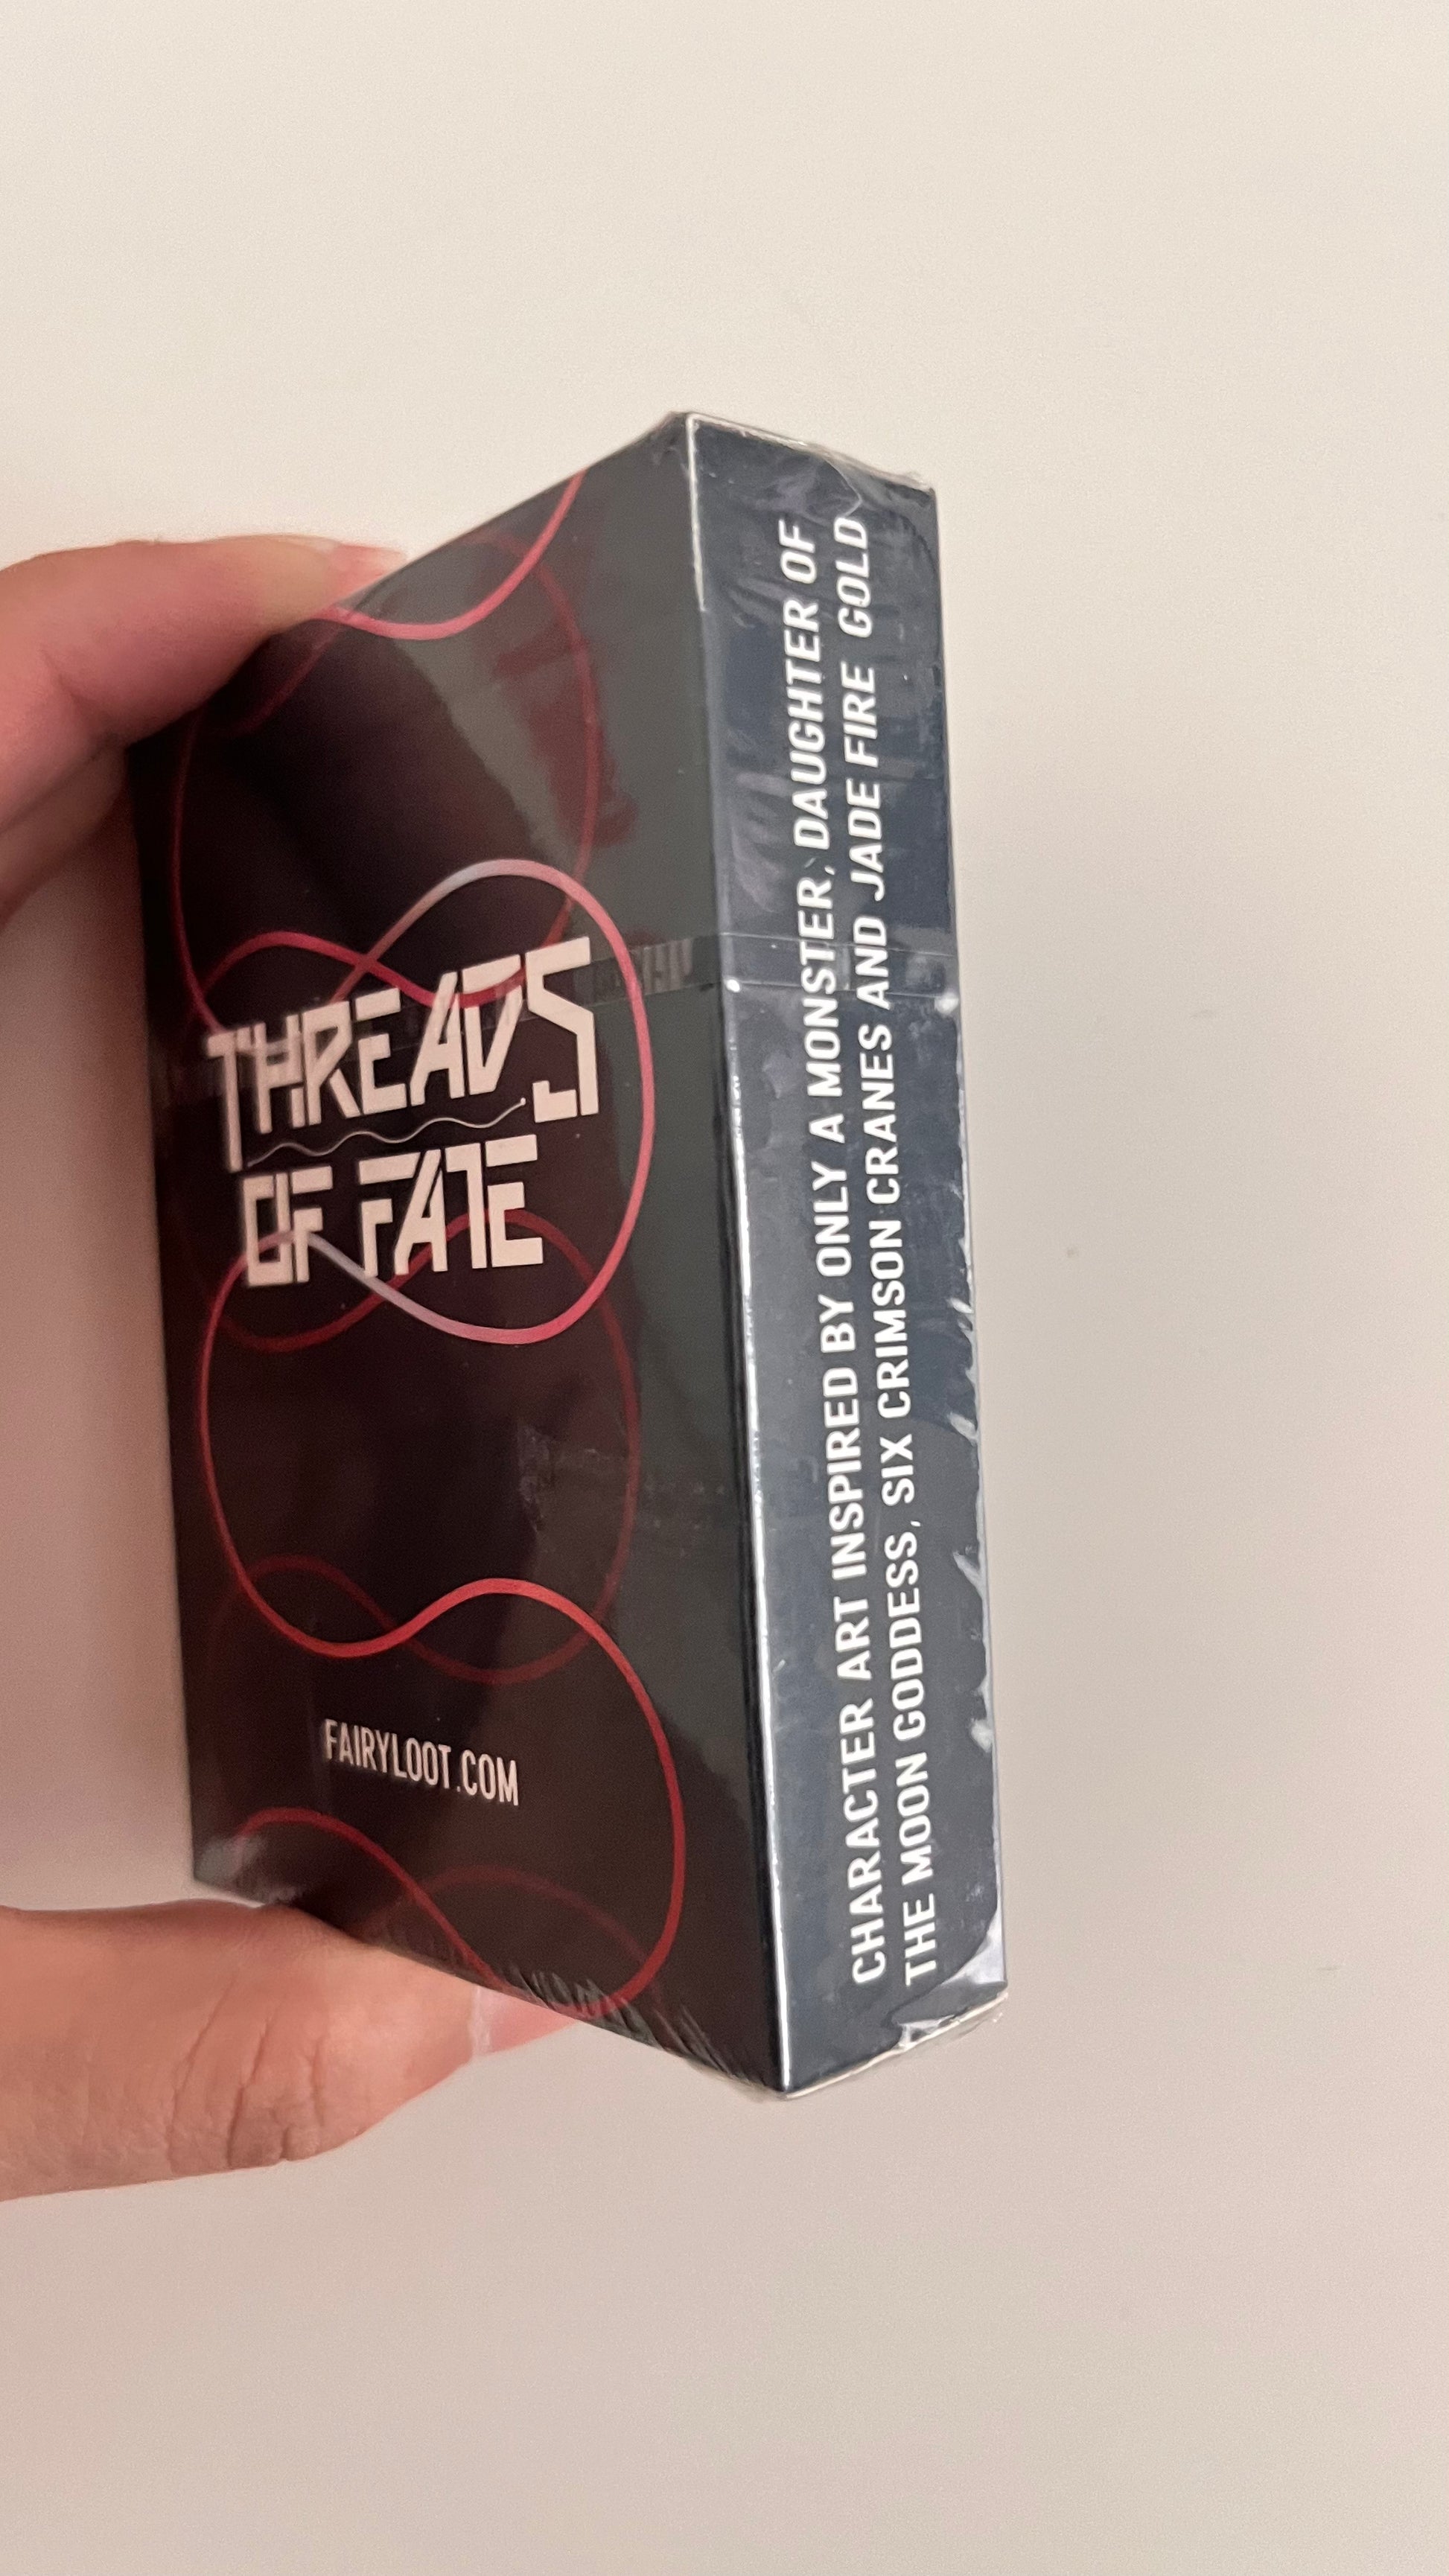 THREADS
OF FATE
FAIRYLOOT.COM
CHARACTER ART INSPIRED BY ONLY A MONSTER, DAUGHTER OF
THE MOON GODDESS, SIX CRIMSON CRANES AND JADE FIRE GOLD